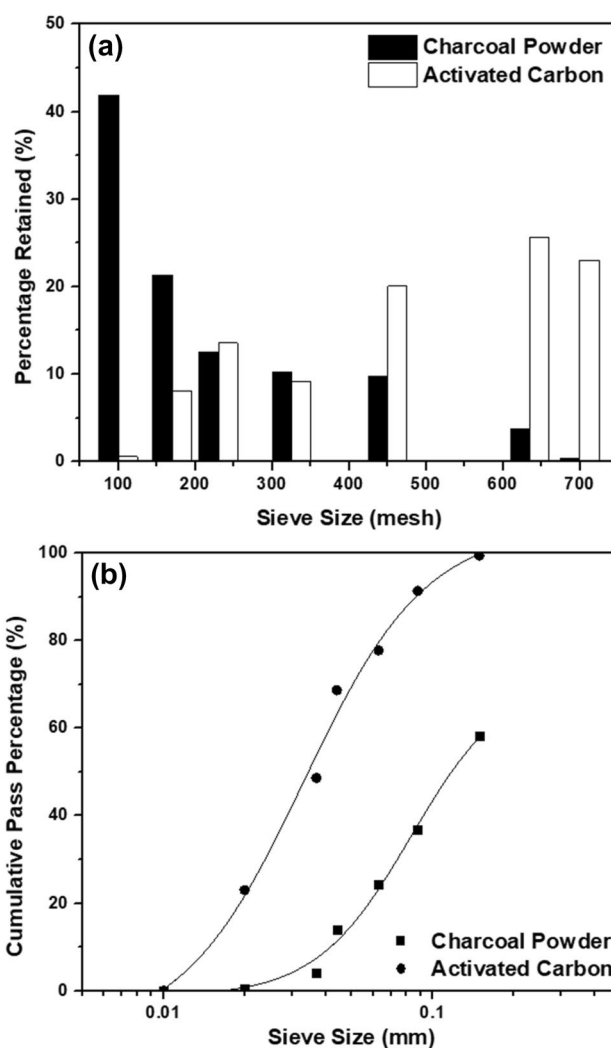 (a)
Charcoal Powder
Activated Carbon
Percentage Retained (%)
50
40
30
20
10
0
100 200 300 400 500 600 700
Sieve Size (mesh)
(b)
Cumulative Pass Percentage (%)
100
80
60
40
20
0
Charcoal Powder
Activated Carbon
0.01 0.1
Sieve Size (mm)